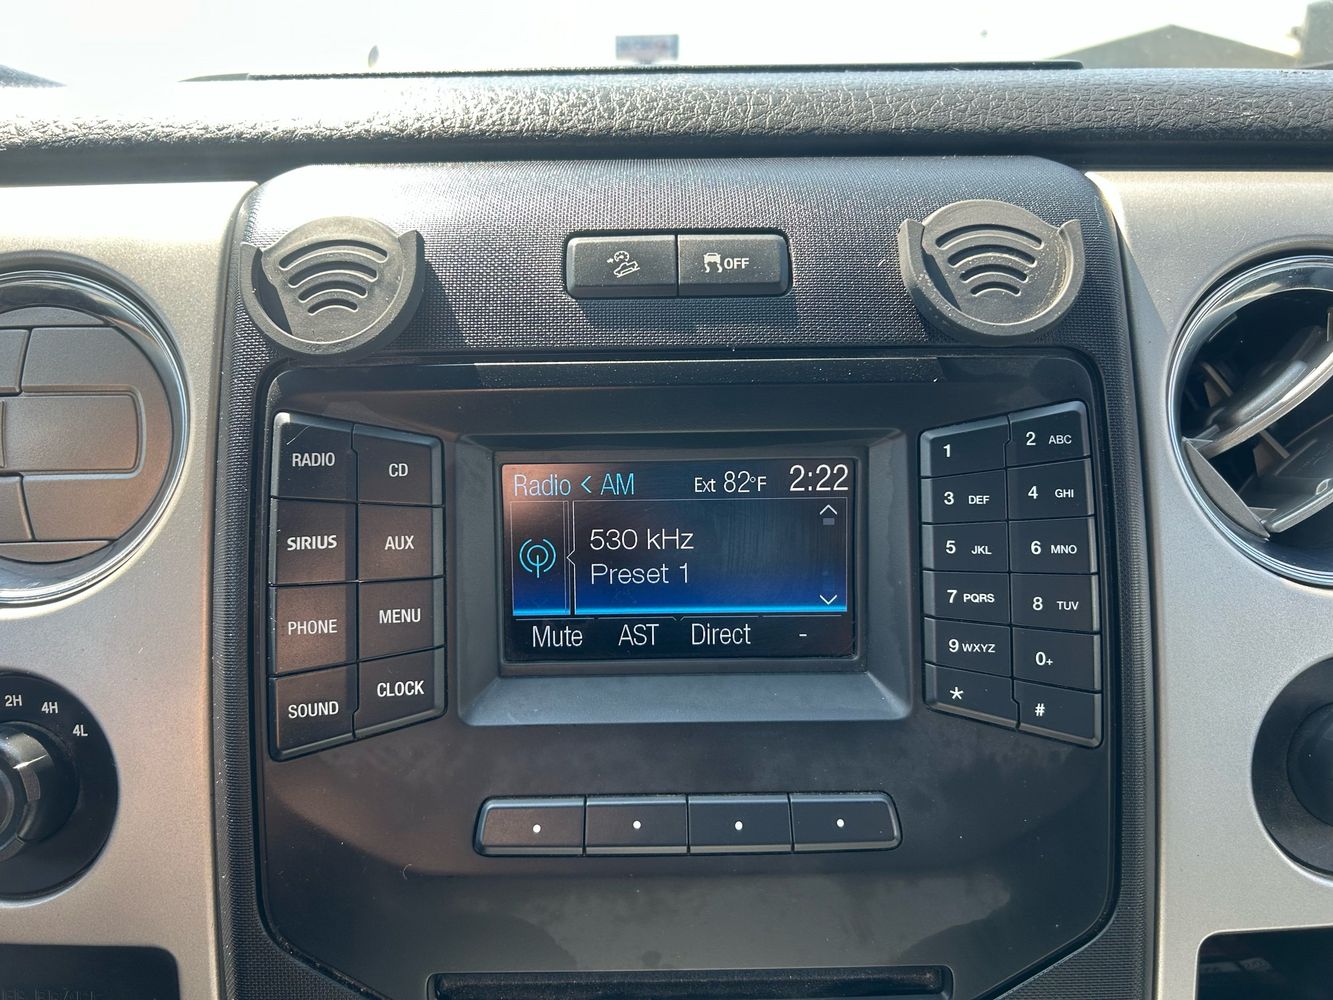 OFF
RADIO
CD
SIRIUS
AUX
PHONE
MENU
SOUND
CLOCK
Radio < AM
Ext 82°F
2:22
530 kHz
Preset 1
Mute
AST
Direct
-
1
2 ABC
3 DEF
4 GHI
5 JKL
6 MNO
7 PQRS
8 TUV
9 WXYZ
0+
*
#
2H
4H
4L